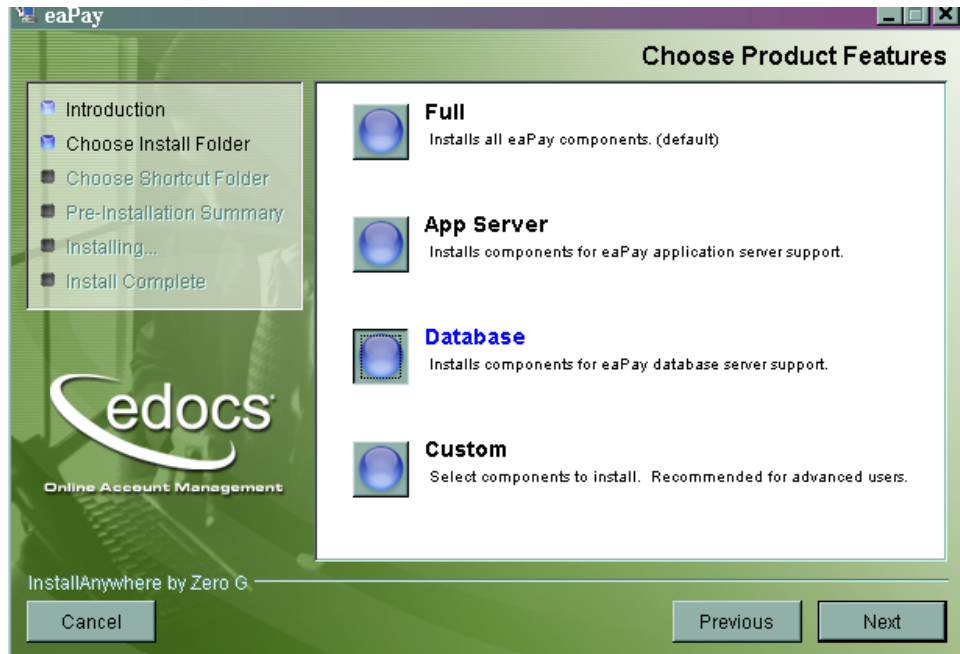 eaPay
Choose Product Features
Introduction
Choose Install Folder
Choose Shortcut Folder
Pre-Installation Summary
Installing...
Install Complete
edocs
Online Account Management
Full
Installs all eaPay components. (default)
App Server
Installs components for eaPay application server support.
Database
Installs components for eaPay database server support.
Custom
Select components to install. Recommended for advanced users.
InstallAnywhere by Zero G
Cancel
Previous
Next